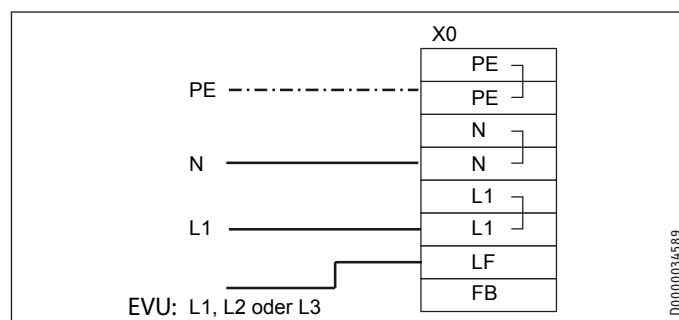 X0
PE
PE
PE
N
N
N
L1
L1
L1
LF
FB
EVU: L1, L2 oder L3
D0000034589